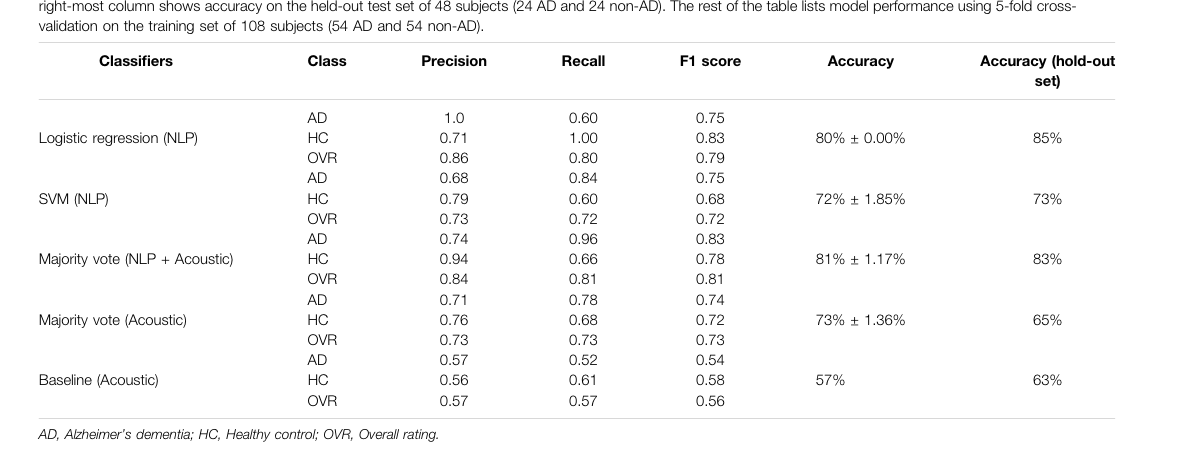 right-most column shows accuracy on the held-out test set of 48 subjects (24 AD and 24 non-AD). The rest of the table lists model performance using 5-fold cross-
validation on the training set of 108 subjects (54 AD and 54 non-AD).
Classifiers Class Precision Recall F1 score Accuracy Accuracy (hold-out
set)
AD 1.0 0.60 0.75
Logistic regression (NLP) HC 0.71 1.00 0.83 80% ± 0.00% 85%
OVR 0.86 0.80 0.79
AD 0.68 0.84 0.75
SVM (NLP) HC 0.79 0.60 0.68 72% ± 1.85% 73%
OVR 0.73 0.72 0.72
AD 0.74 0.96 0.83
Majority vote (NLP + Acoustic) HC 0.94 0.66 0.78 81% ± 1.17% 83%
OVR 0.84 0.81 0.81
AD 0.71 0.78 0.74
Majority vote (Acoustic) HC 0.76 0.68 0.72 73% ± 1.36% 65%
OVR 0.73 0.73 0.73
AD 0.57 0.52 0.54
Baseline (Acoustic) HC 0.56 0.61 0.58 57% 63%
OVR 0.57 0.57 0.56
AD, Alzheimer's dementia; HC, Healthy control; OVR, Overall rating.